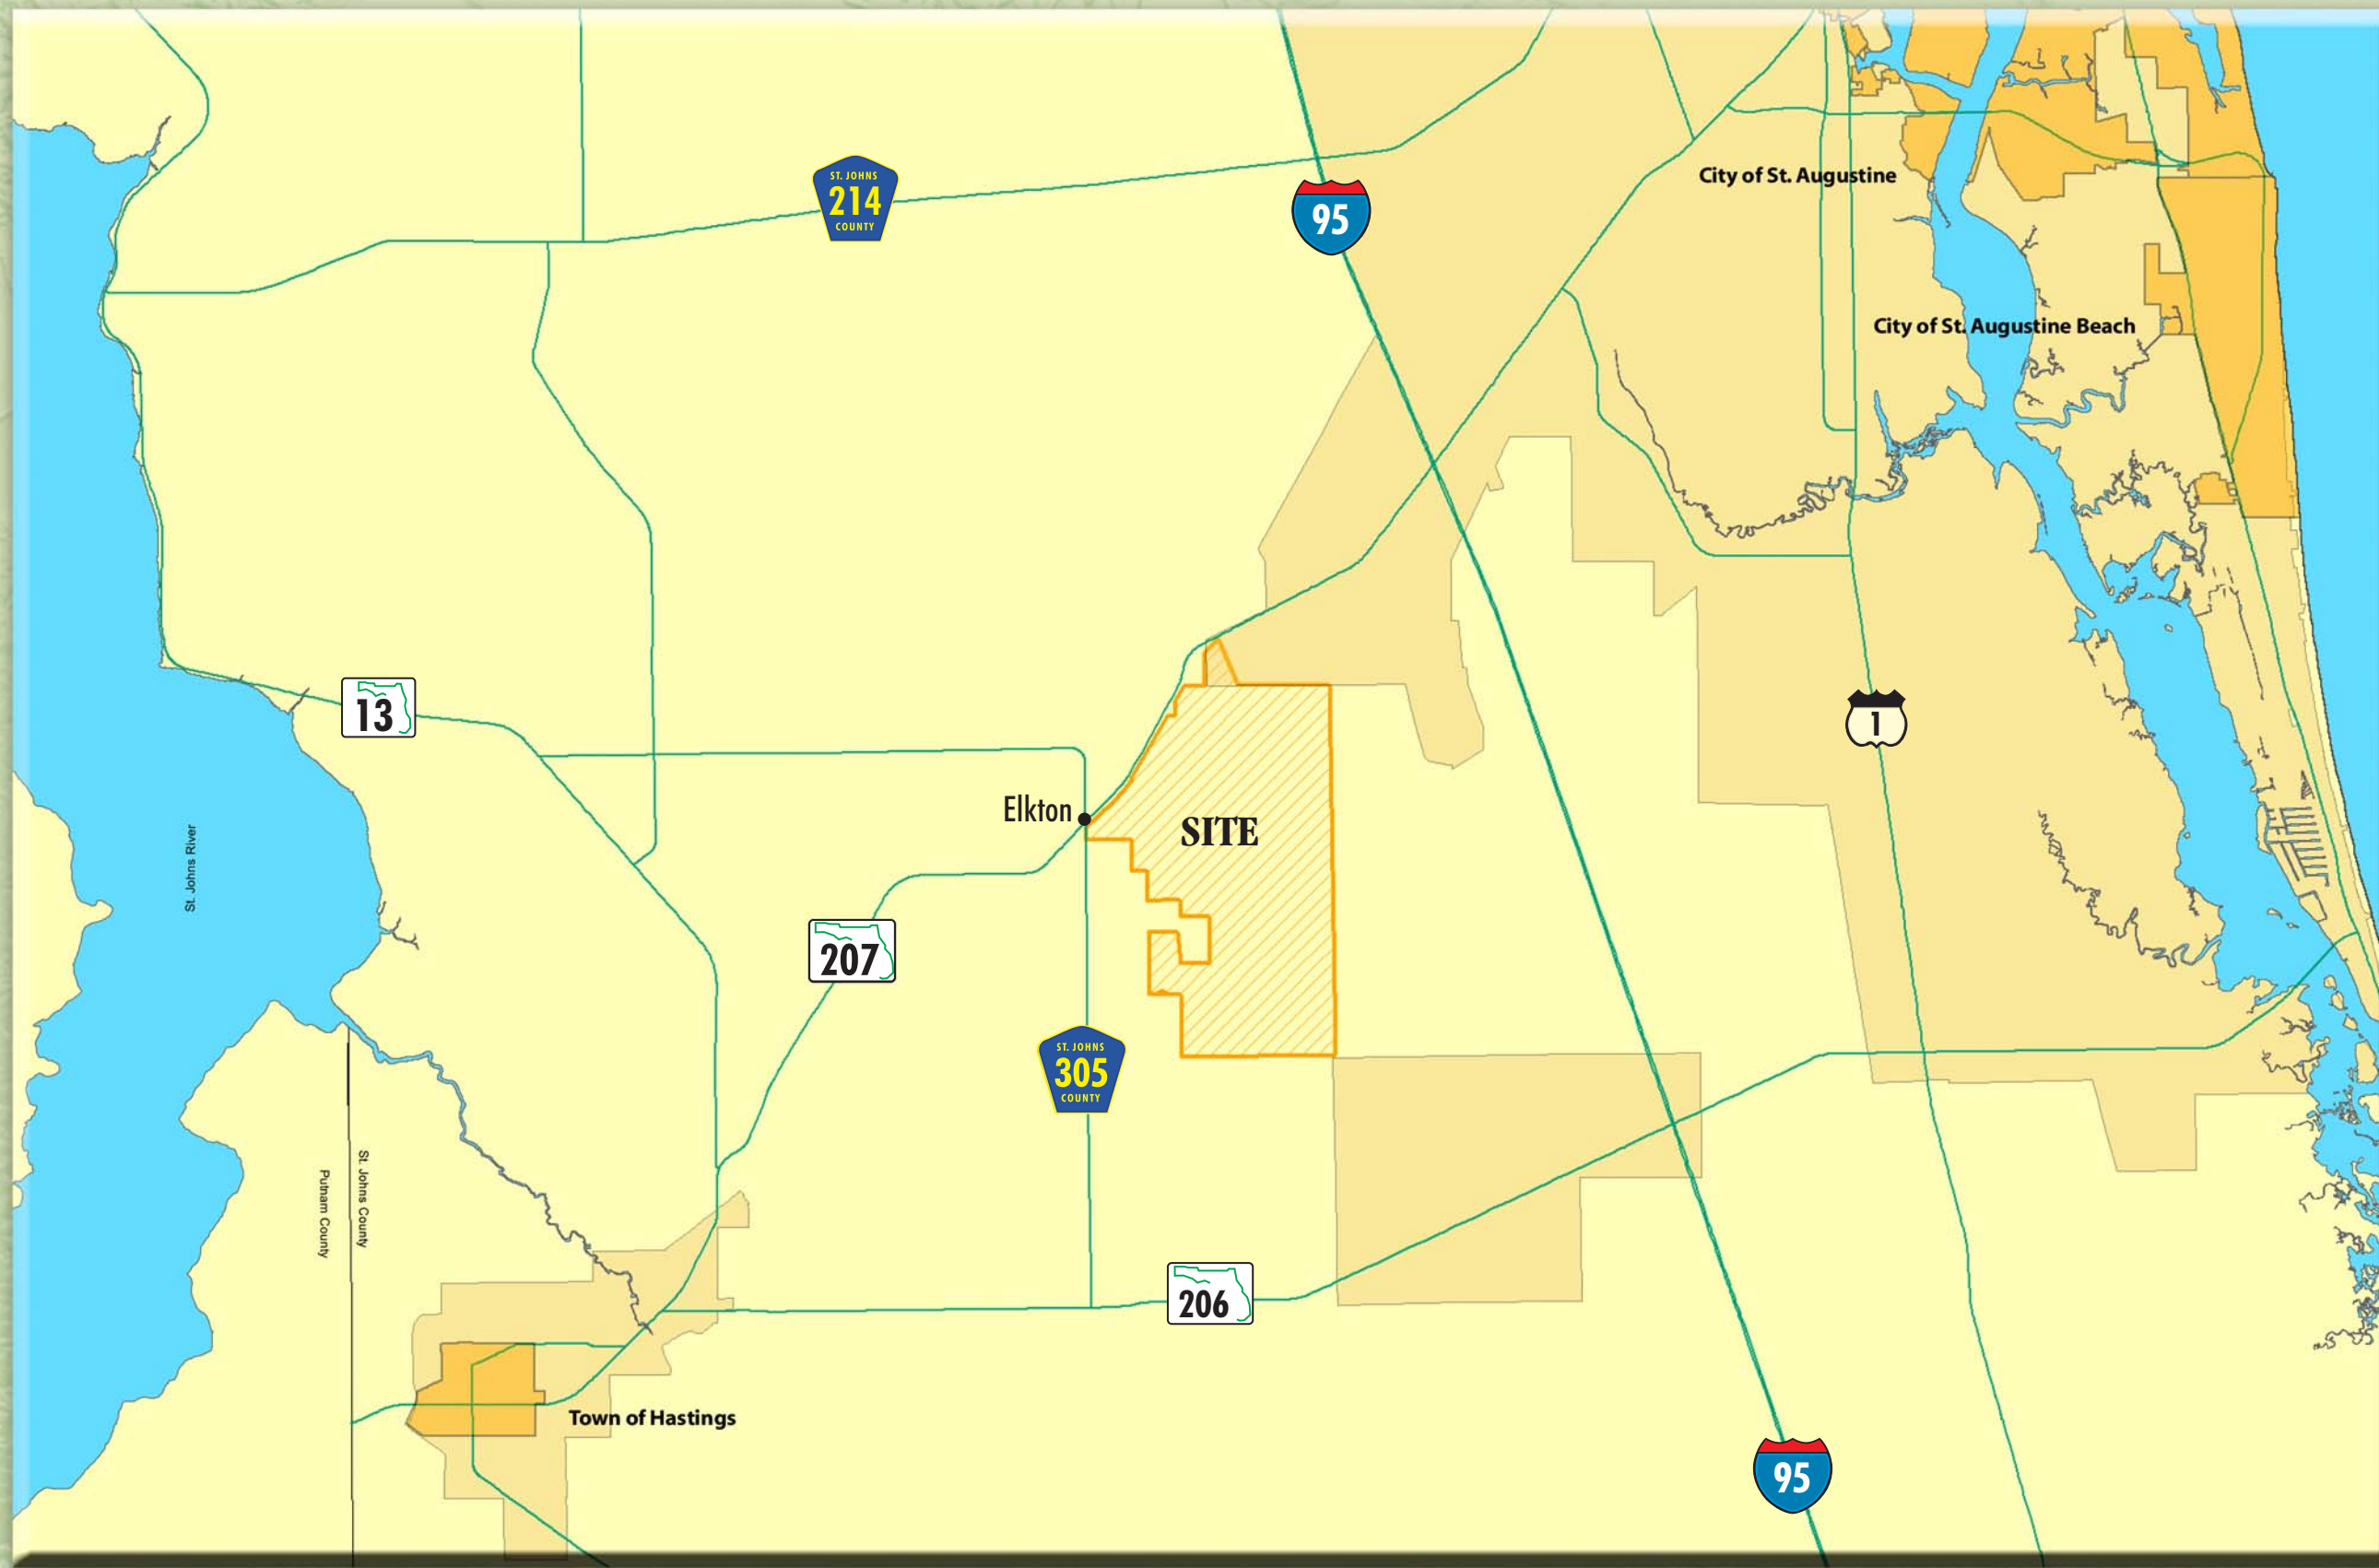 ST. JOHNS
214
COUNTY
95
City of St. Augustine
City of St. Augustine Beach
13
1
Elkton
SITE
St. Johns River
207
ST. JOHNS
305
COUNTY
St. Johns County
Putnam County
206
Town of Hastings
95